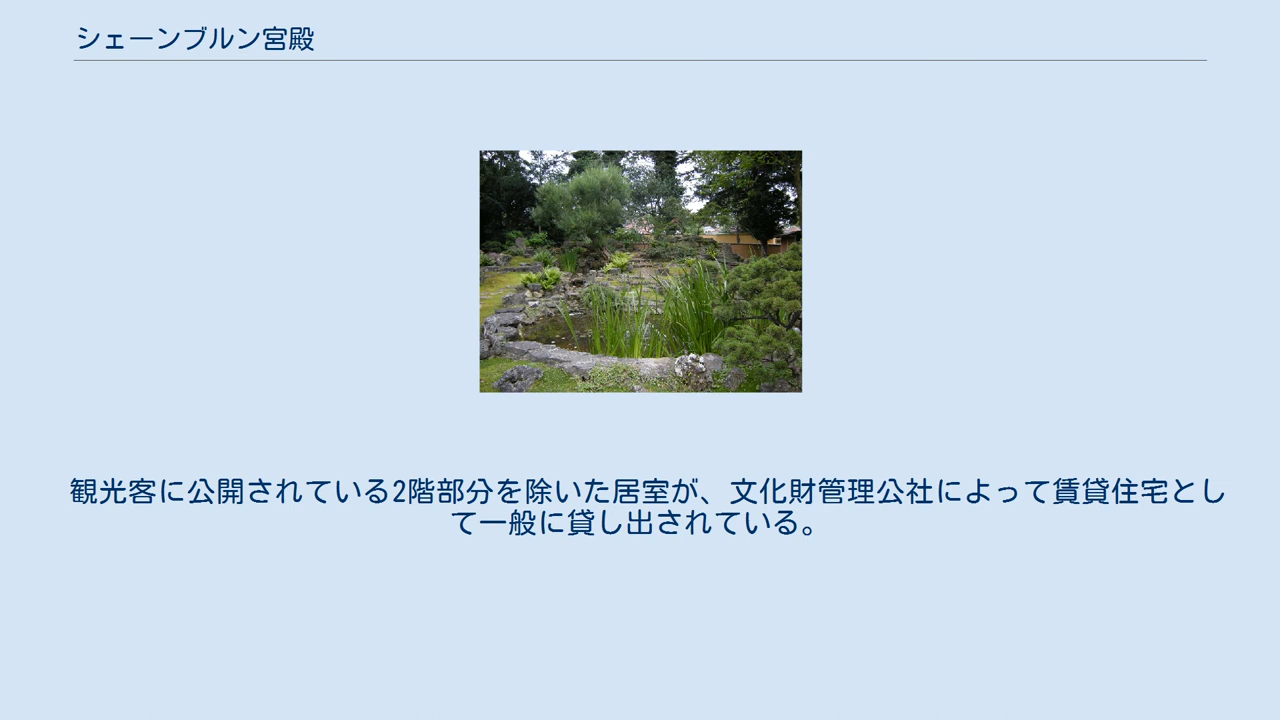 シェーンブルン宮殿
観光客に公開されている2階部分を除いた居室が、文化財管理公社によって賃貸住宅とし
て一般に貸し出されている。